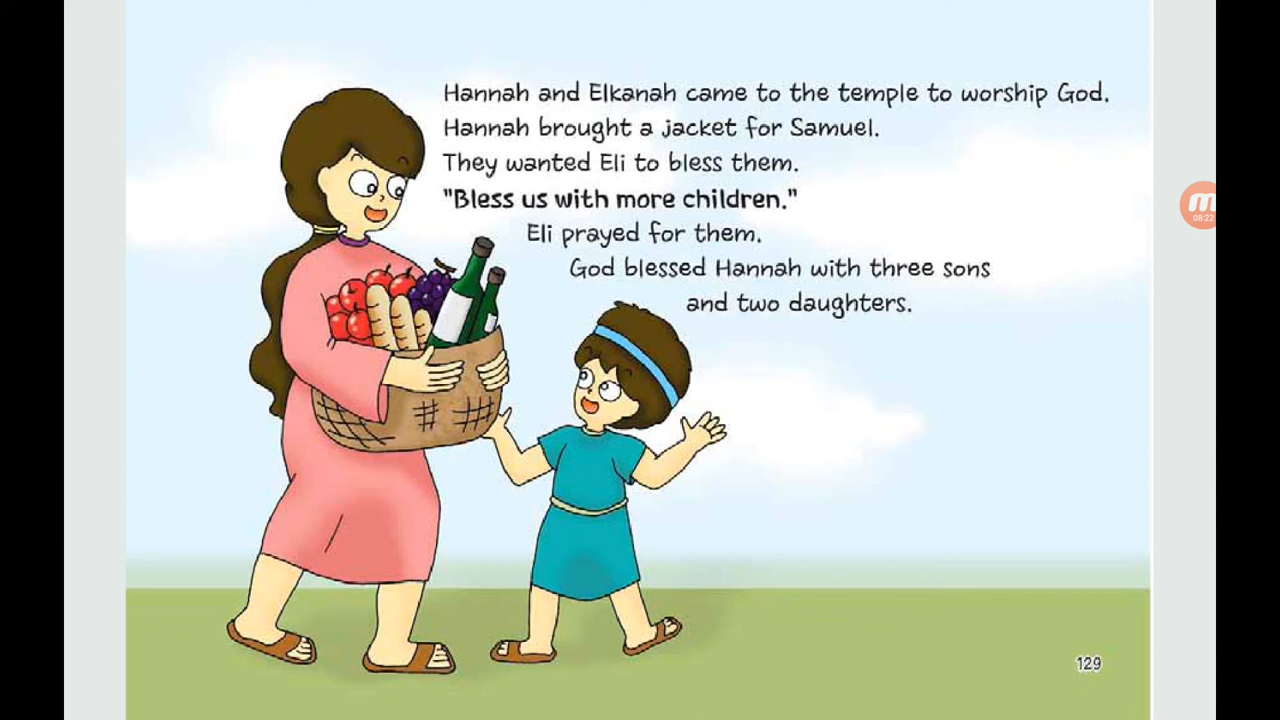 Hannah and Elkanah came to the temple to worship God.
Hannah brought a jacket for Samuel.
They wanted Eli to bless them.
"Bless us with more children."
Eli prayed for them.
God blessed Hannah with three sons
and two daughters.
M
08:22
129